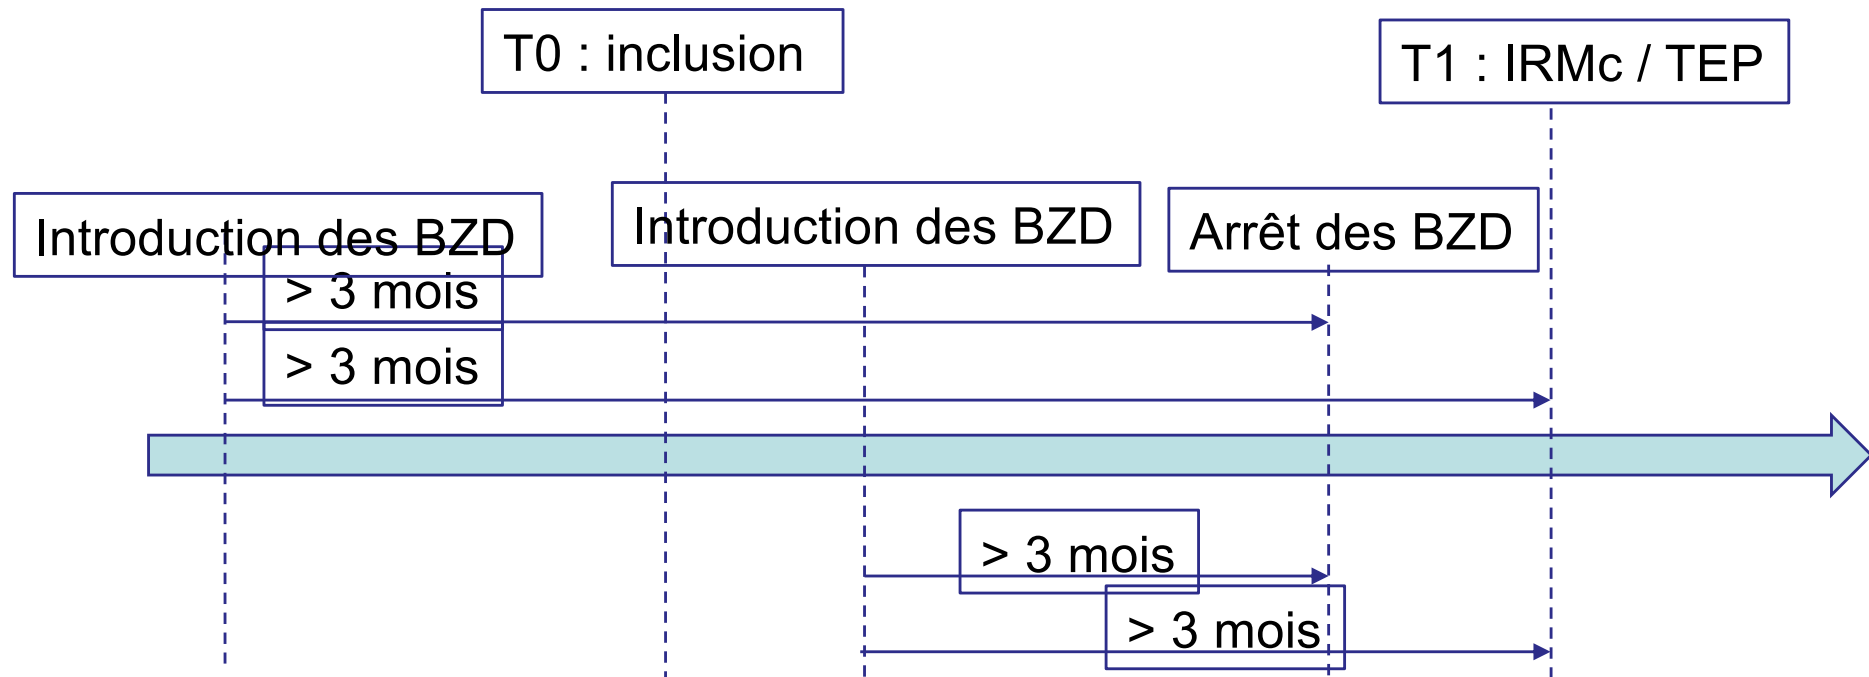 T0 : inclusion
T1 : IRMc / TEP
Introduction des BZD
Introduction des BZD
Arrêt des BZD
> 3 mois
> 3 mois
> 3 mois
> 3 mois